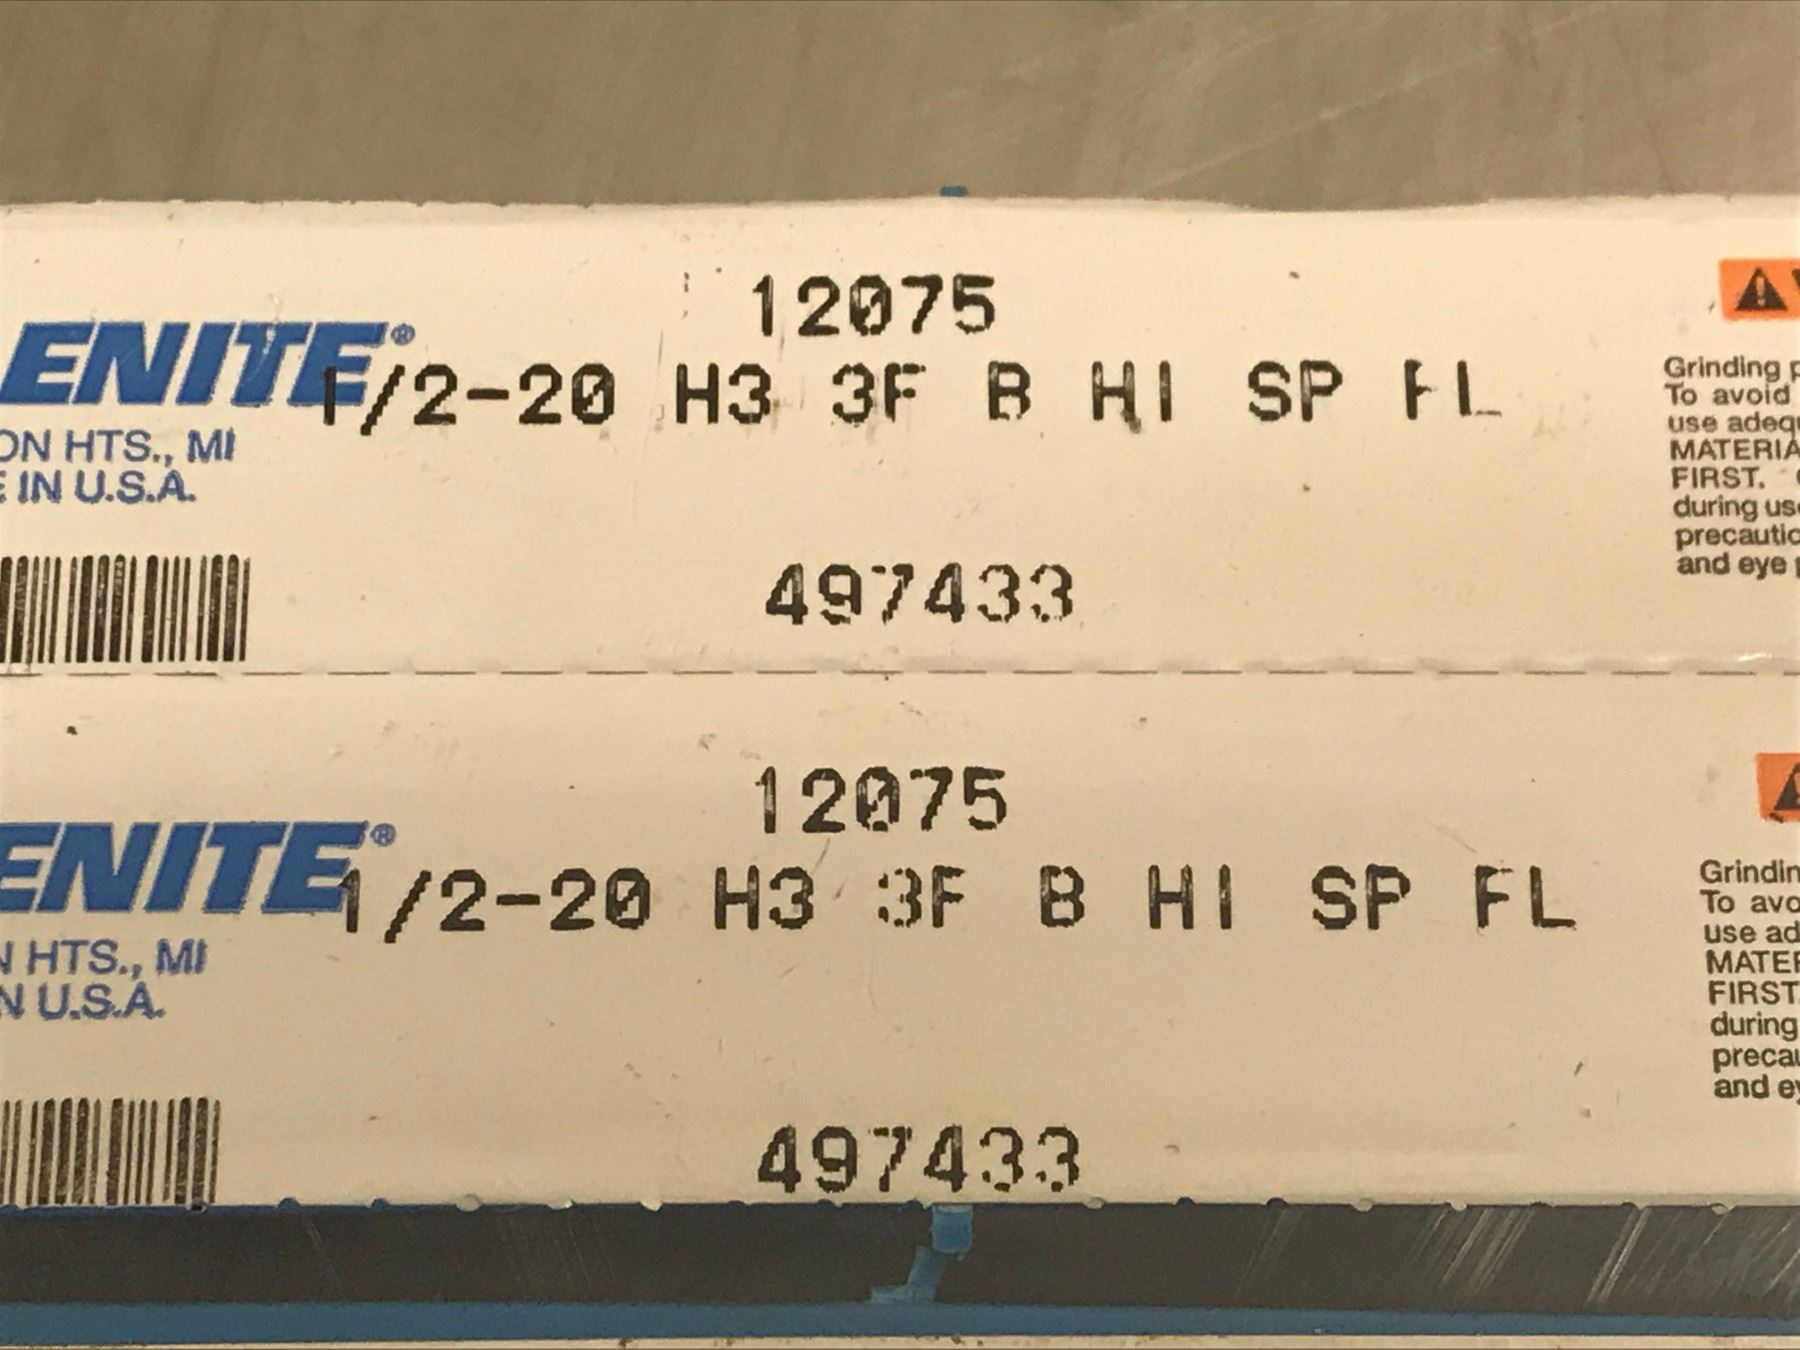 12075
ENITE®
1/2-20 H3 3F B HI SP FL
ON HTS., MI
E IN U.S.A.
497433
Grinding
To avoid
use
MATERIA
FIRST.
during
precautio
and eye
12075
ENITE®
1/2-20 H3 3F B HI SP FL
N HTS., MI
N U.S.A.
497433
Grindin
To avo
use ad
MATER
FIRST.
during
precau
and ey